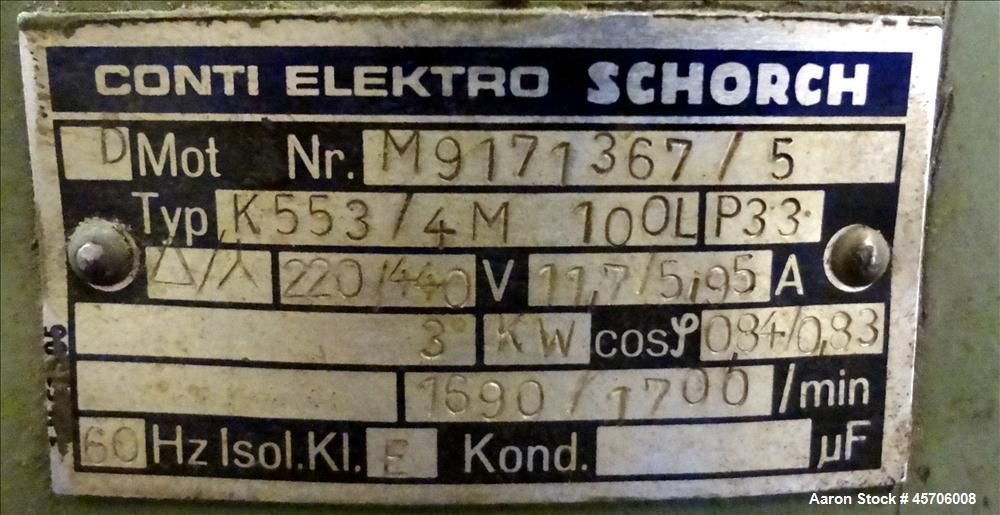 CONTI ELEKTRO SCHORCH
D Mot Nr. M9171367/5
Typ K553/4M 100L P33
△/⅄ 220/440 V 11,7/5,95 A
3 KW cosφ 0,84/0,83
1690/1700 /min
60 Hz Isol.Kl. E Kond. µF
Aaron Stock # 45706008